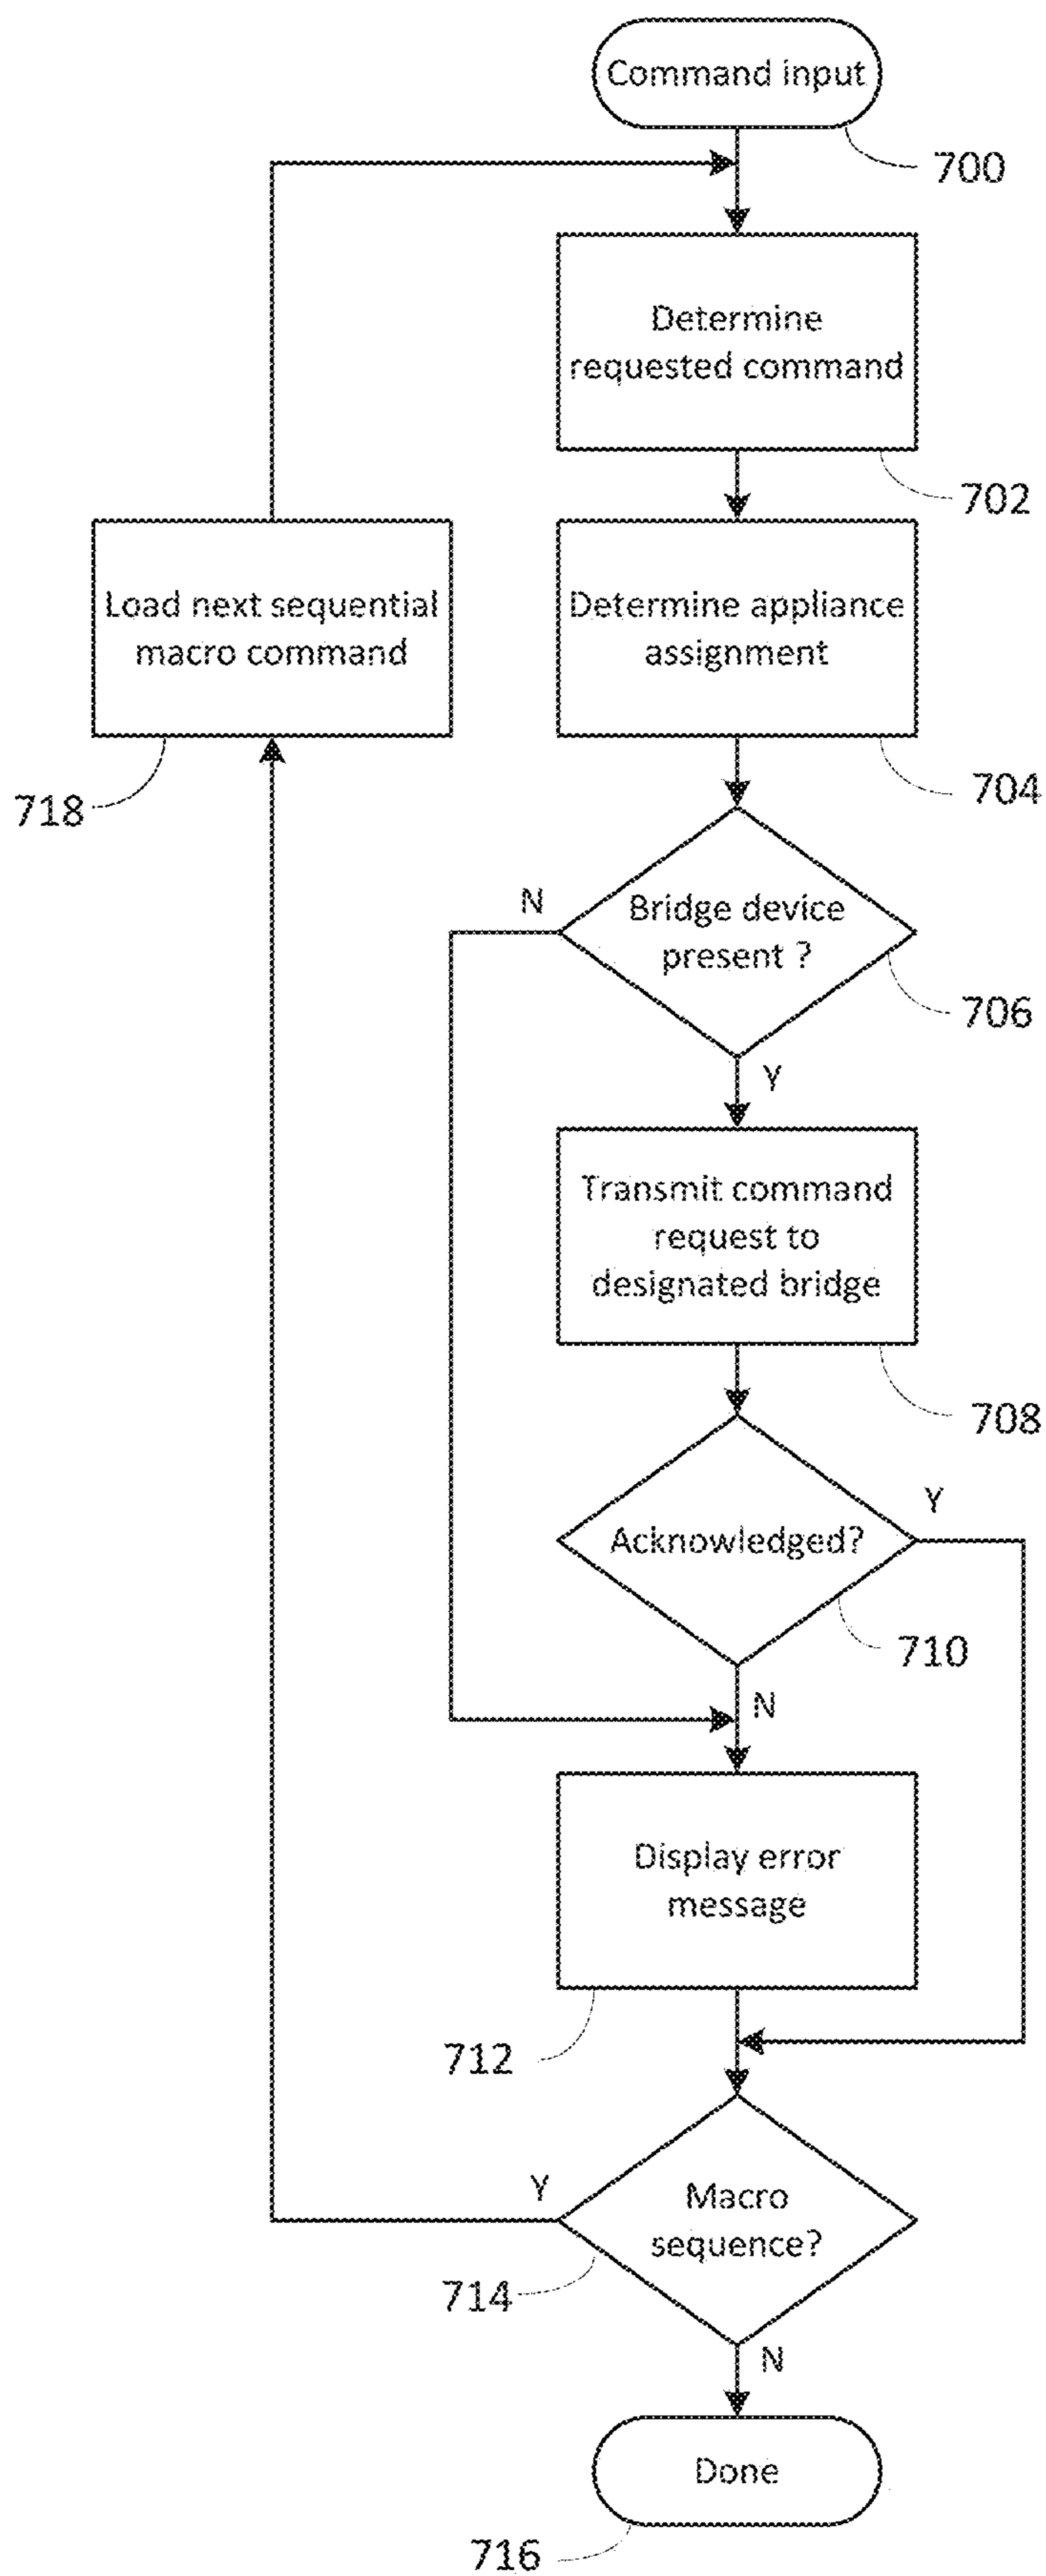 Command input
700
Determine
requested command
702
Load next sequential
macro command
718
Determine appliance
assignment
704
N
Bridge device
present ?
706
Y
Transmit command
request to
designated bridge
708
Y
Acknowledged?
710
N
Display error
message
712
Y
Macro
sequence?
714
N
Done
716